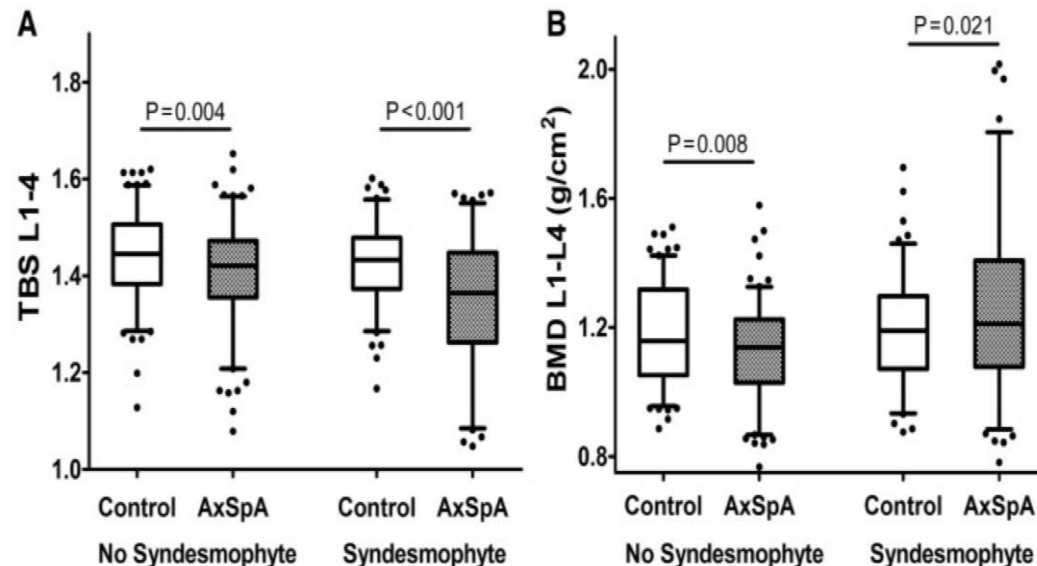 A
TBS L1-4
1.8
1.6
1.4
1.2
1.0
P=0.004
P<0.001
Control AxSpA Control AxSpA
No Syndesmophyte Syndesmophyte
B
BMD L1-L4 (g/cm²)
2.0
1.6
1.2
0.8
P=0.008
P=0.021
Control AxSpA Control AxSpA
No Syndesmophyte Syndesmophyte